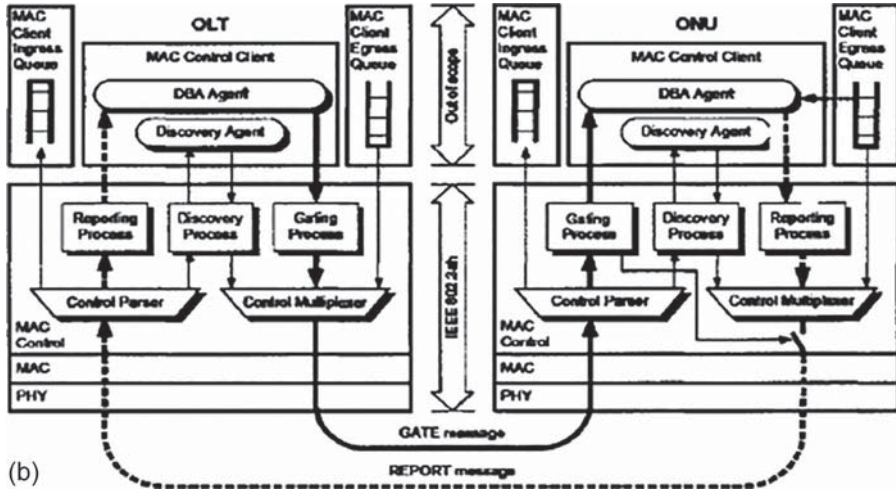 MAC
Client
Ingress
Queue
OLT
MAC Control Client
DBA Agent
Discovery Agent
MAC
Client
Egress
Queue
Reporting
Process
Discovery
Process
Gating
Process
Control Parser
Control Multiplexer
MAC
Control
MAC
PHY
Out of scope
IEEE 802.3ah
MAC
Client
Ingress
Queue
ONU
MAC Control Client
DBA Agent
Discovery Agent
MAC
Client
Egress
Queue
Gating
Process
Discovery
Process
Reporting
Process
Control Parser
Control Multiplexer
MAC
Control
MAC
PHY
GATE message
REPORT message
(b)